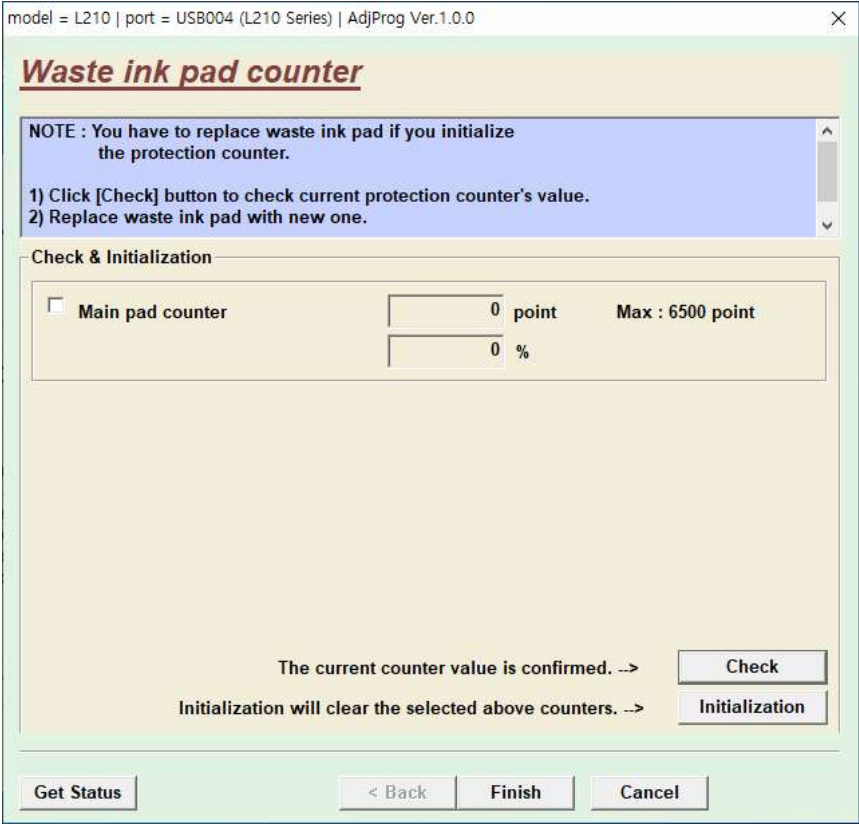 model = L210 | port = USB004 (L210 Series) | AdjProg Ver.1.0.0
Waste ink pad counter
NOTE : You have to replace waste ink pad if you initialize
the protection counter.
1) Click [Check] button to check current protection counter's value.
2) Replace waste ink pad with new one.
Check & Initialization
Main pad counter 0 point Max : 6500 point
0 %
The current counter value is confirmed. --> Check
Initialization will clear the selected above counters. --> Initialization
Get Status < Back Finish Cancel